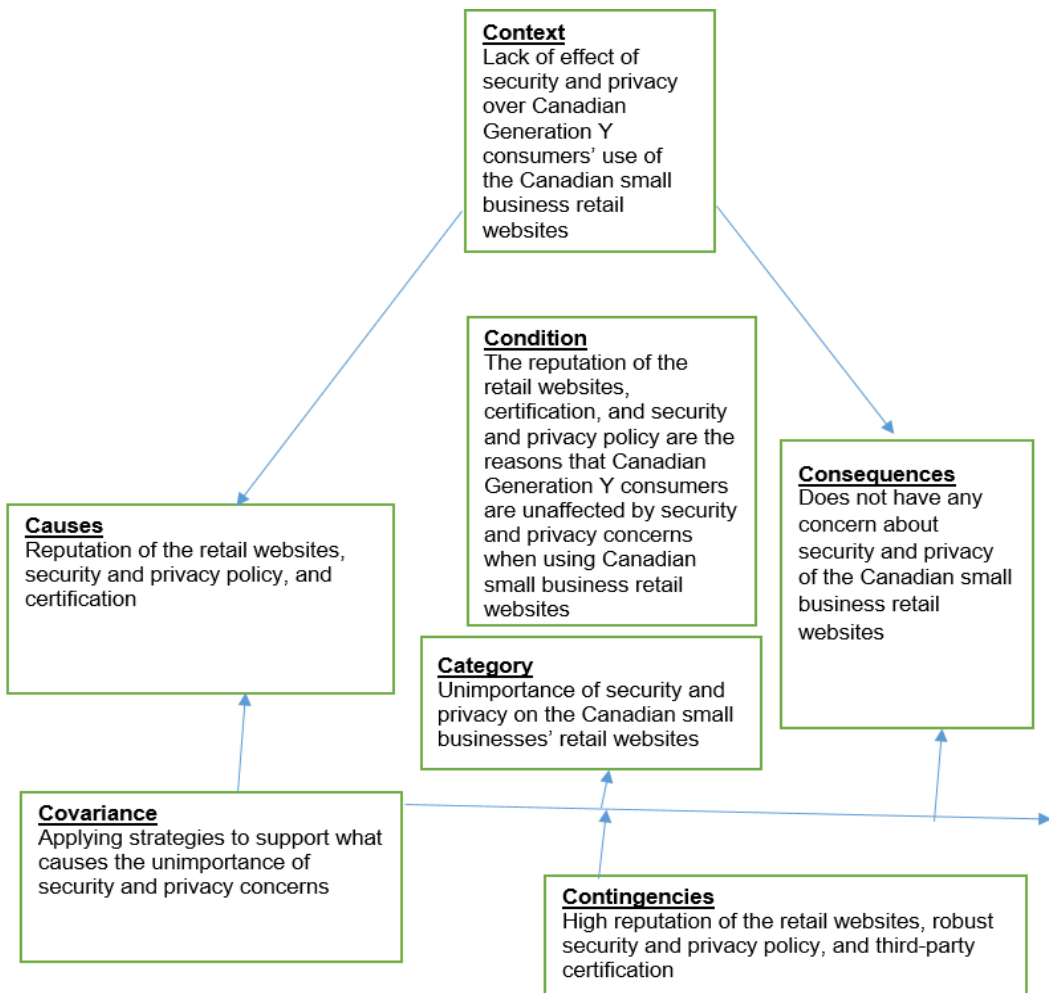 Context
Lack of effect of
security and privacy
over Canadian
Generation Y
consumers’ use of
the Canadian small
business retail
websites
Condition
The reputation of the
retail websites,
certification, and security
and privacy policy are the
reasons that Canadian
Generation Y consumers
are unaffected by security
and privacy concerns
when using Canadian
small business retail
websites
Consequences
Does not have any
concern about
security and privacy
of the Canadian small
business retail
websites
Causes
Reputation of the retail websites,
security and privacy policy, and
certification
Category
Unimportance of security and
privacy on the Canadian small
businesses’ retail websites
Covariance
Applying strategies to support what
causes the unimportance of
security and privacy concerns
Contingencies
High reputation of the retail websites, robust
security and privacy policy, and third-party
certification